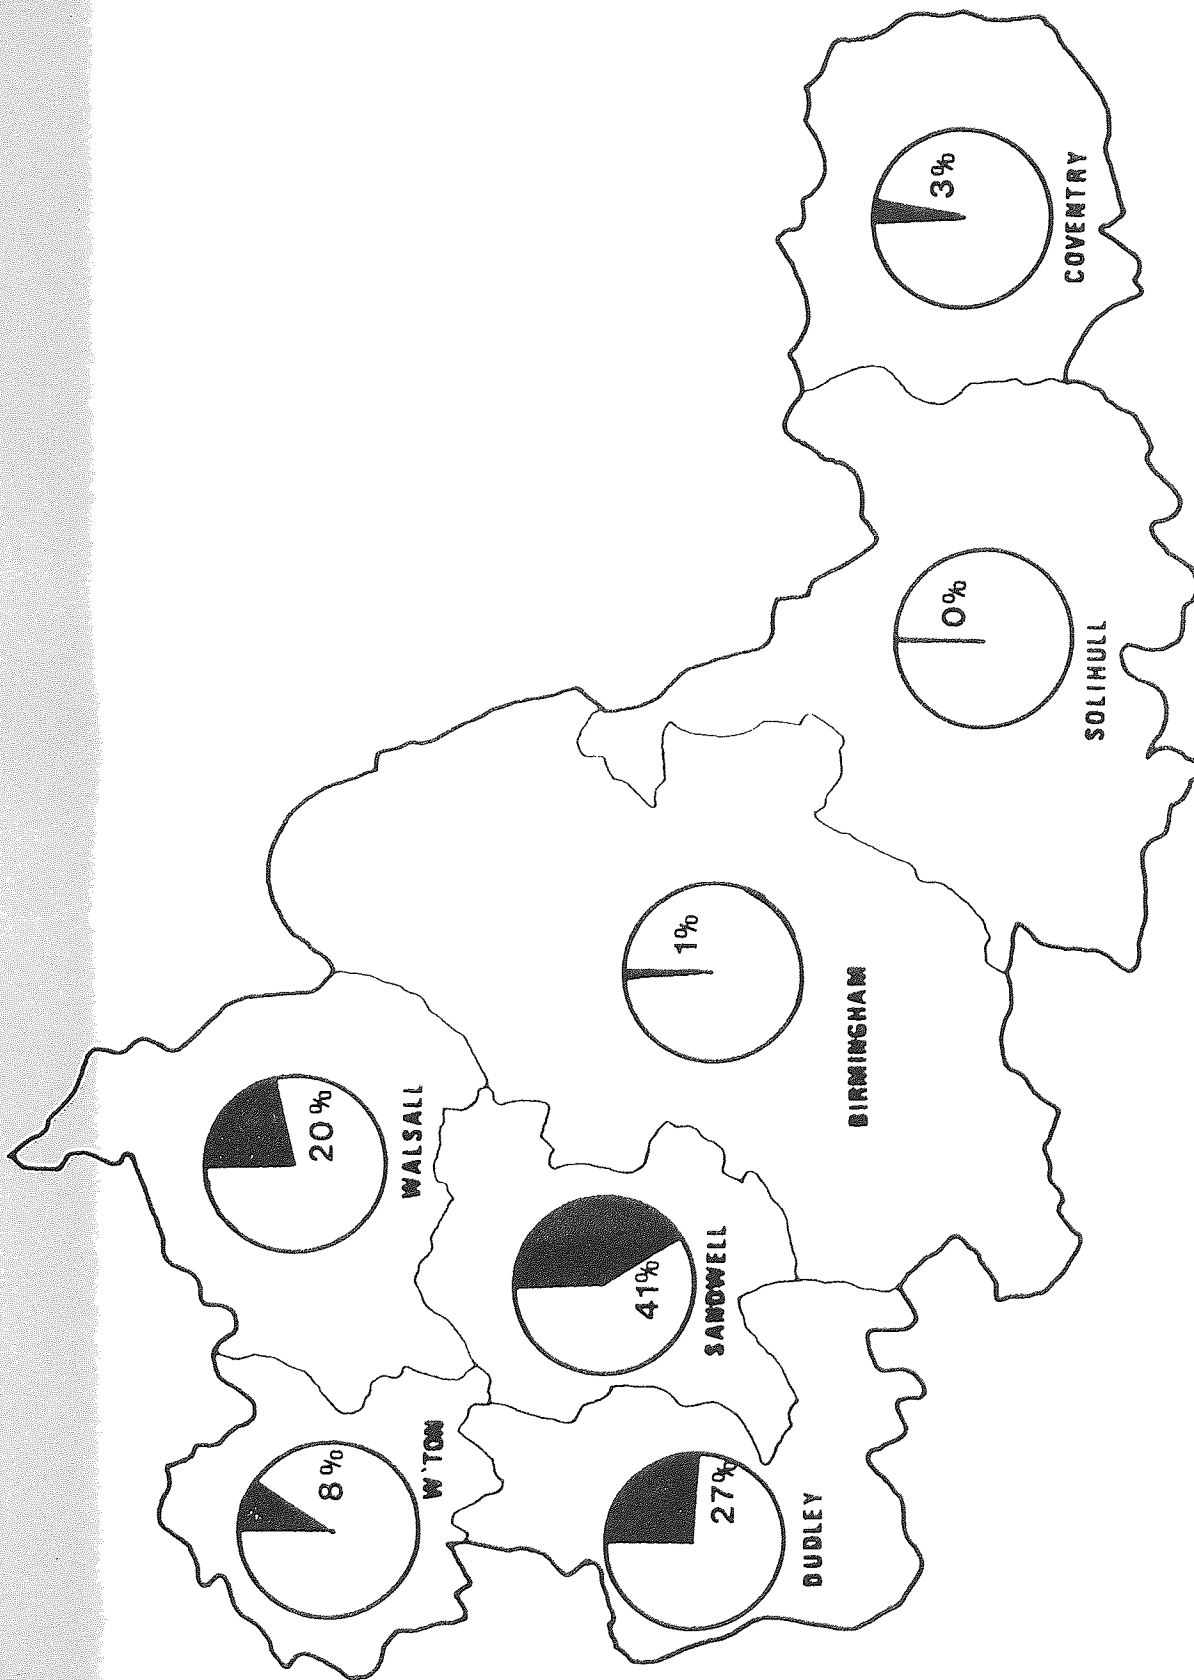 20%
WALSALL
8%
W'TON
41%
SANDWELL
27%
DUDLEY
1%
BIRMINGHAM
0%
SOLIHULL
3%
COVENTRY